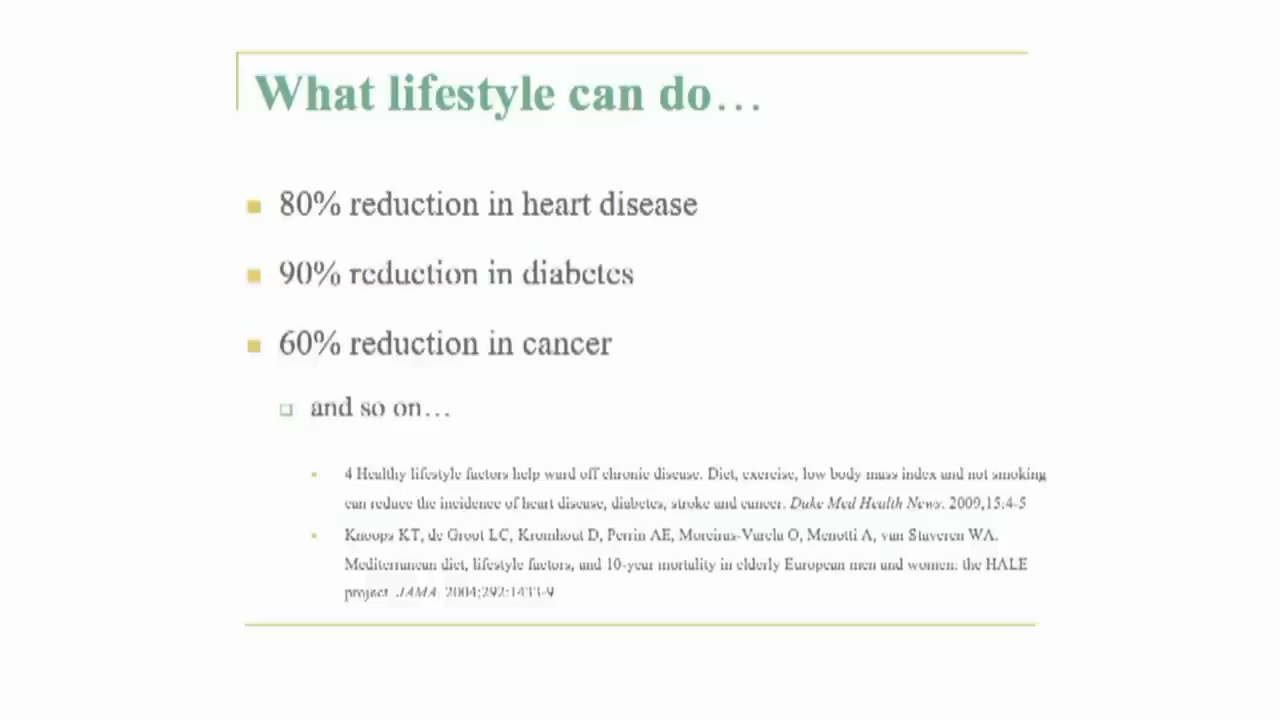 What lifestyle can do…
80% reduction in heart disease
90% reduction in diabetes
60% reduction in cancer
and so on…
4 Healthy lifestyle factors help ward off chronic disease. Diet, exercise, low body mass index and not smoking
can reduce the incidence of heart disease, diabetes, stroke and cancer. Duke Med Health News. 2009;15:4-5
Knoops KT, de Groot LC, Kromhout D, Perrin AE, Moreiras-Varela O, Menotti A, van Staveren WA.
Mediterranean diet, lifestyle factors, and 10-year mortality in elderly European men and women: the HALE
project. JAMA. 2004;292:1433-9